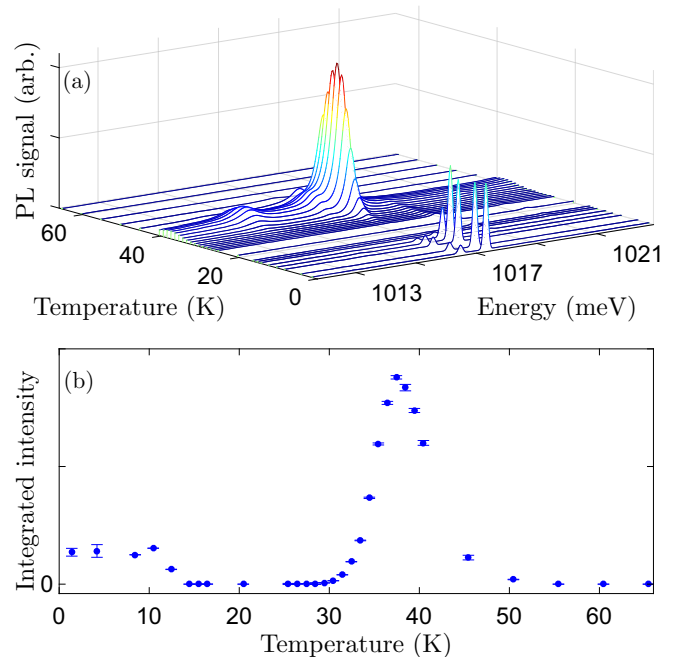 (a)
PL signal (arb.)
60
40
20
0
Temperature (K)
1013
1017
1021
Energy (meV)
(b)
Integrated intensity
0
0 10 20 30 40 50 60
Temperature (K)